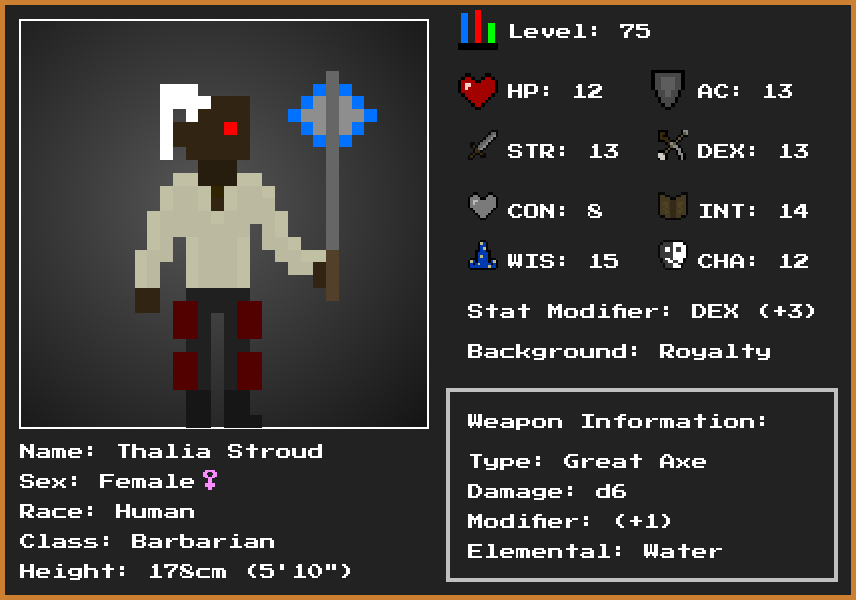 Level: 75
HP: 12
AC: 13
STR: 13
DEX: 13
CON: 8
INT: 14
WIS: 15
CHA: 12
Stat Modifier: DEX (+3)
Background: Royalty
Weapon Information:
Type: Great Axe
Damage: d6
Modifier: (+1)
Elemental: Water
Name: Thalia Stroud
Sex: Female♀
Race: Human
Class: Barbarian
Height: 178cm (5'10")